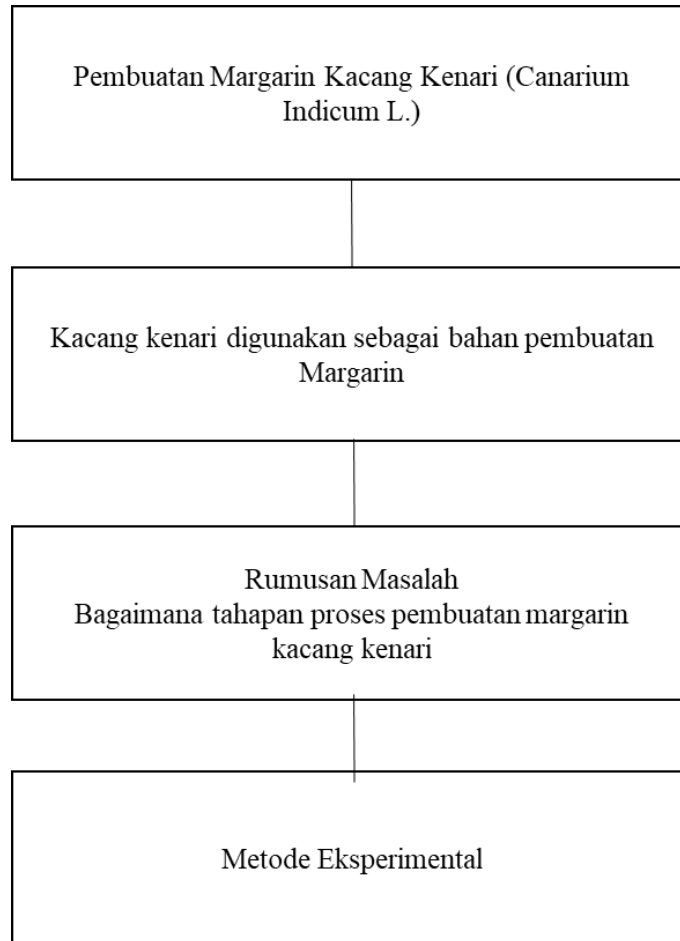 Pembuatan Margarin Kacang Kenari (Canarium
Indicum L.)
Kacang kenari digunakan sebagai bahan pembuatan
Margarin
Rumusan Masalah
Bagaimana tahapan proses pembuatan margarin
kacang kenari
Metode Eksperimental